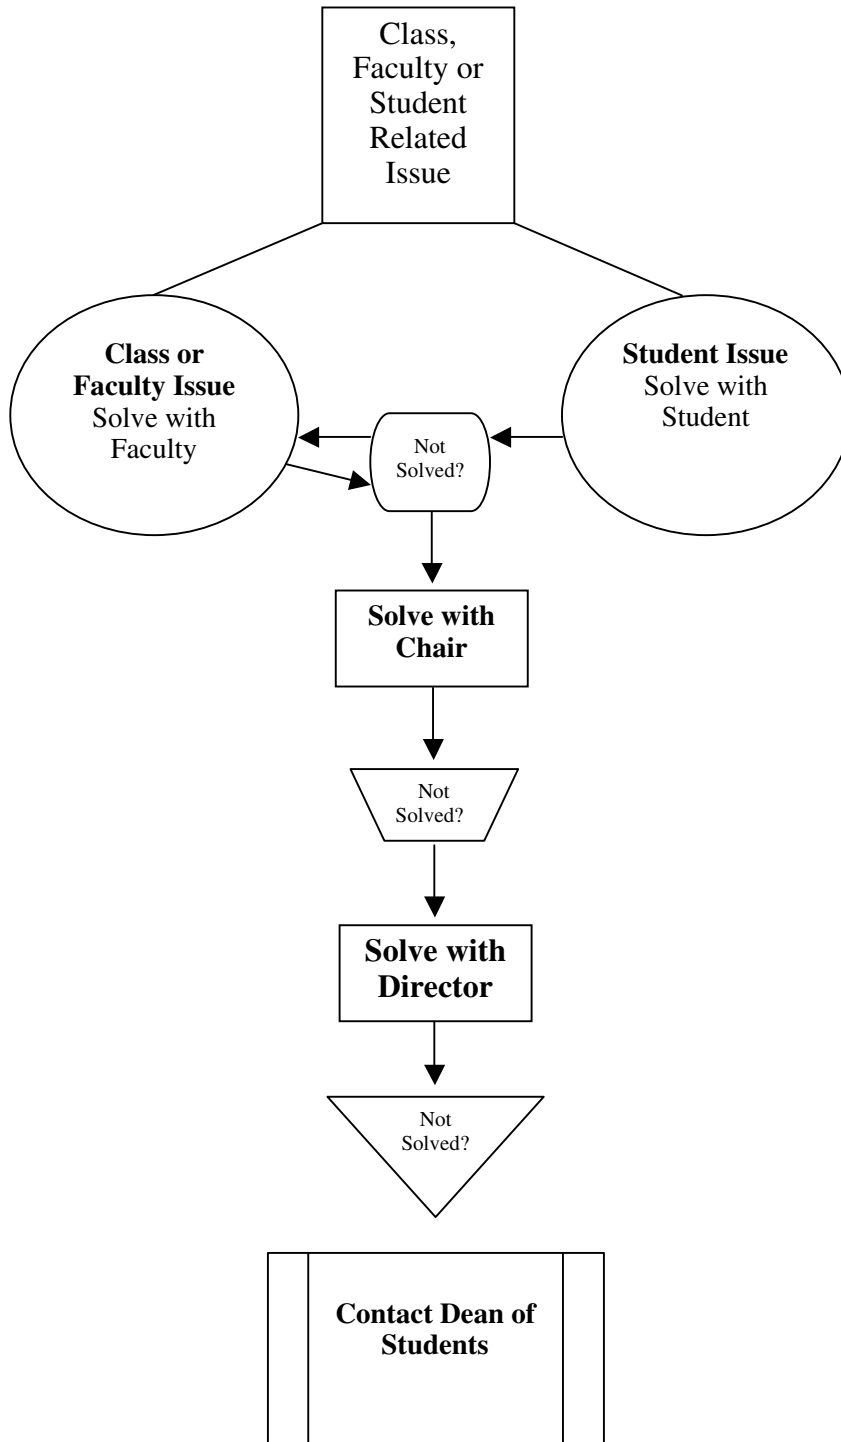 Class,
Faculty or
Student
Related
Issue
Class or
Faculty Issue
Solve with
Faculty
Student Issue
Solve with
Student
Not
Solved?
Solve with
Chair
Not
Solved?
Solve with
Director
Not
Solved?
Contact Dean of
Students